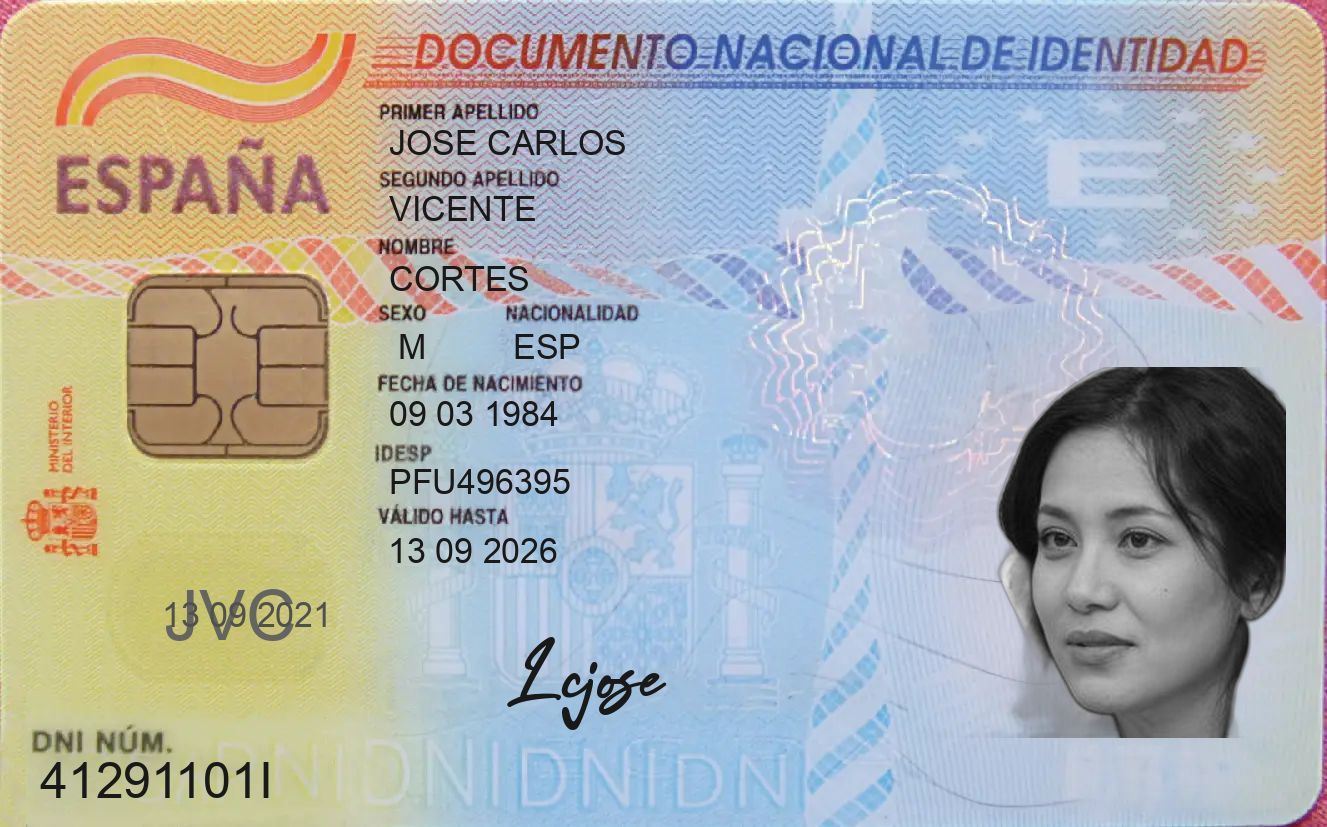 DOCUMENTO NACIONAL DE IDENTIDAD
ESPAÑA
PRIMER APELLIDO
JOSE CARLOS
SEGUNDO APELLIDO
VICENTE
NOMBRE
CORTES
SEXO NACIONALIDAD
M ESP
FECHA DE NACIMIENTO
09 03 1984
IDESP
PFU496395
VÁLIDO HASTA
13 09 2026
MINISTERIO
DEL INTERIOR
E
JVC
13 09 2021
Lcjose
DNI NÚM.
41291101I
DNIDNIDNIDNI